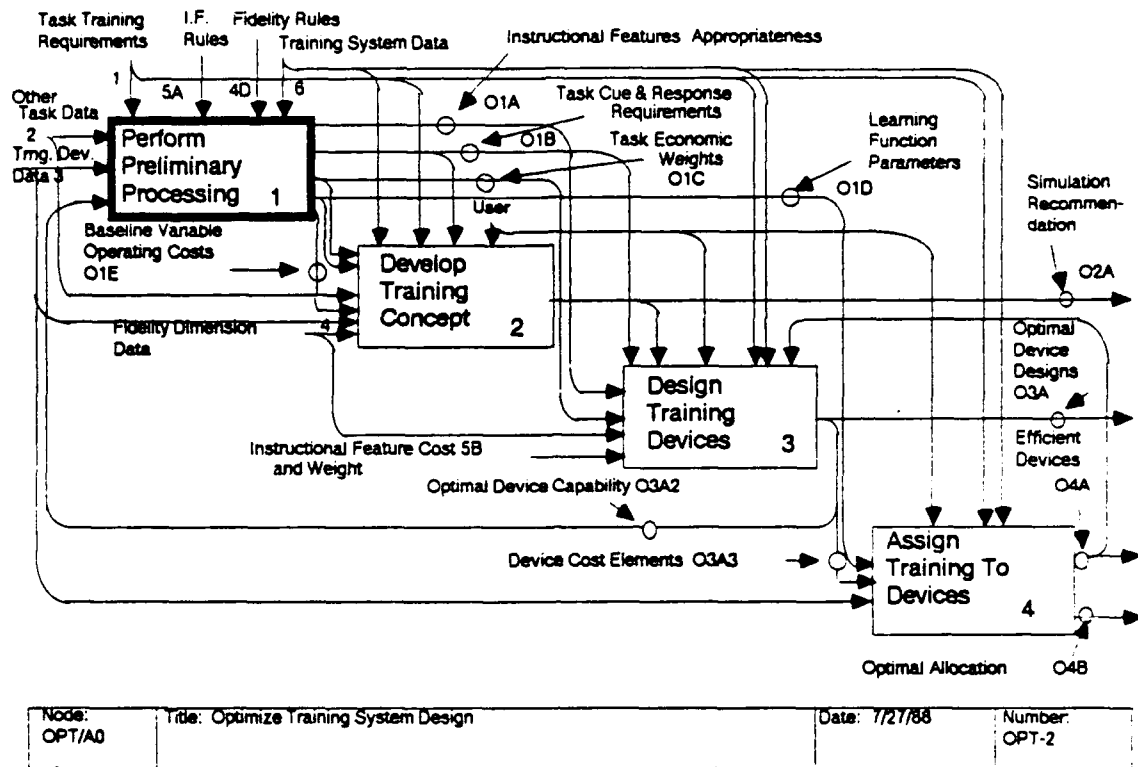 Task Training
Requirements
I.F.
Rules
Fidelity Rules
Training System Data
Instructional Features Appropriateness
1
5A
4D
6
Other
Task Data
2
Trng. Dev.
Data 3
O1A
Task Cue & Response
Requirements
O1B
Task Economic
Weights
O1C
Learning
Function
Parameters
O1D
Perform
Preliminary
Processing
1
User
Simulation
Recommen-
dation
O2A
Baseline Variable
Operating Costs
O1E
Develop
Training
Concept
2
Fidelity Dimension
Data
4
Optimal
Device
Designs
O3A
Design
Training
Devices
3
Efficient
Devices
O4A
Instructional Feature Cost 5B
and Weight
Optimal Device Capability O3A2
Device Cost Elements O3A3
Assign
Training To
Devices
4
Optimal Allocation O4B
Node:
OPT/A0
Title: Optimize Training System Design
Date: 7/27/88
Number:
OPT-2